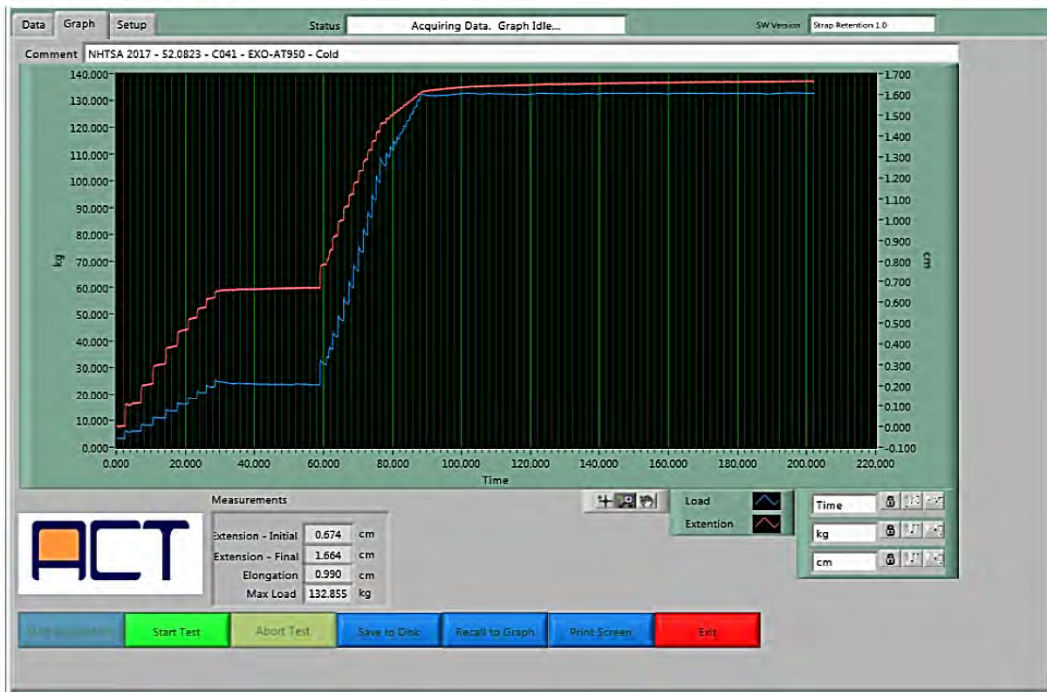 Data Graph Setup Status Acquiring Data. Graph Idle... SW Version Strap Retention 1.0
Comment NHTSA 2017 - S2.0823 - C041 - EXO-AT950 - Cold
140.000 1.700
130.000 1.600
120.000 1.500
1.400
110.000 1.300
100.000 1.200
90.000 1.100
80.000 1.000
0.900
70.000 0.800
kg cm
60.000 0.700
50.000 0.600
0.500
40.000 0.400
30.000 0.300
20.000 0.200
10.000 0.100
0.000
0.000 -0.100
0.000 20.000 40.000 60.000 80.000 100.000 120.000 140.000 160.000 180.000 200.000 220.000
Time
Measurements
Extension - Initial 0.674 cm
Extension - Final 1.664 cm
Elongation 0.990 cm
Max Load 132.855 kg
ACT
Load
Extention
Time
kg
cm
Start Test Abort Test Save to Disk Recall to Graph Print Screen Exit